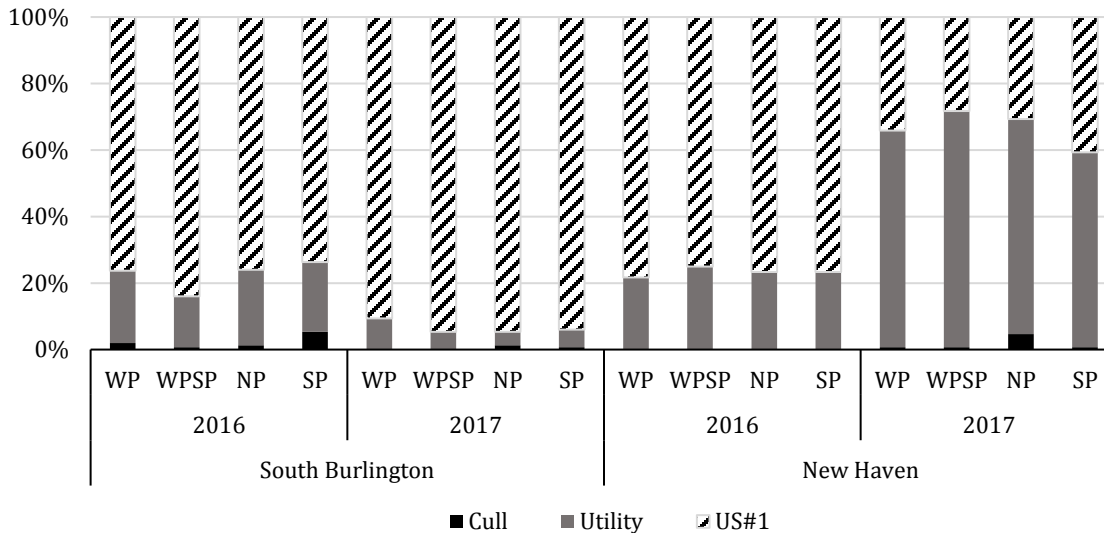 100%
80%
60%
40%
20%
0%
WP WPSP NP SP WP WPSP NP SP WP WPSP NP SP WP WPSP NP SP
2016 2017 2016 2017
South Burlington New Haven
Cull Utility US#1